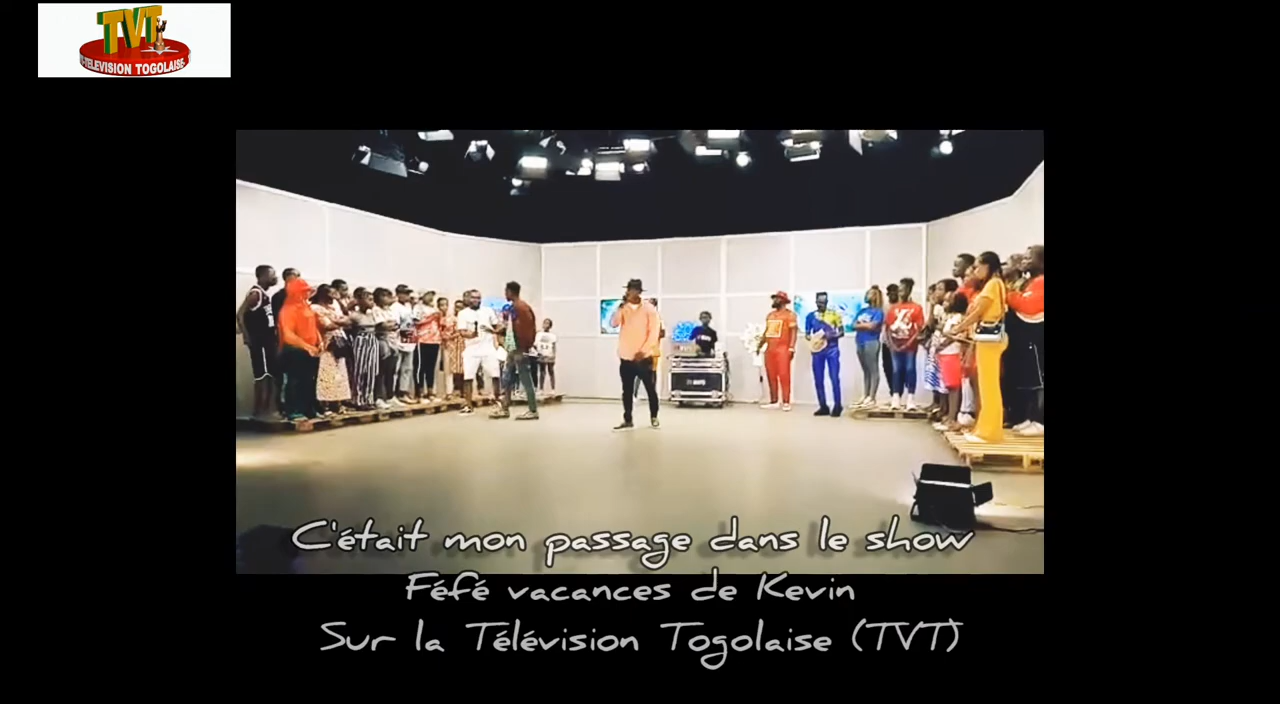 TVT
TELEVISION TOGOLAISE
C'était mon passage dans le show
Féfé vacances de Kevin
Sur la Télévision Togolaise (TVT)